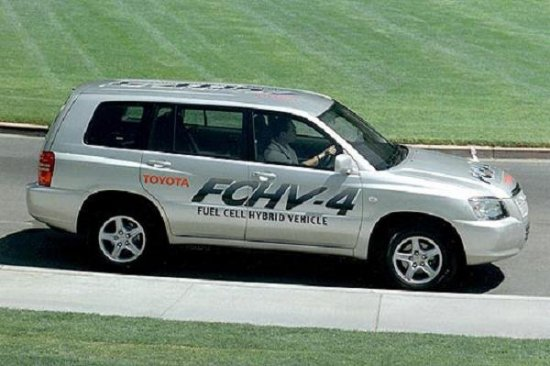 TOYOTA
FCHV-4
FUEL CELL HYBRID VEHICLE